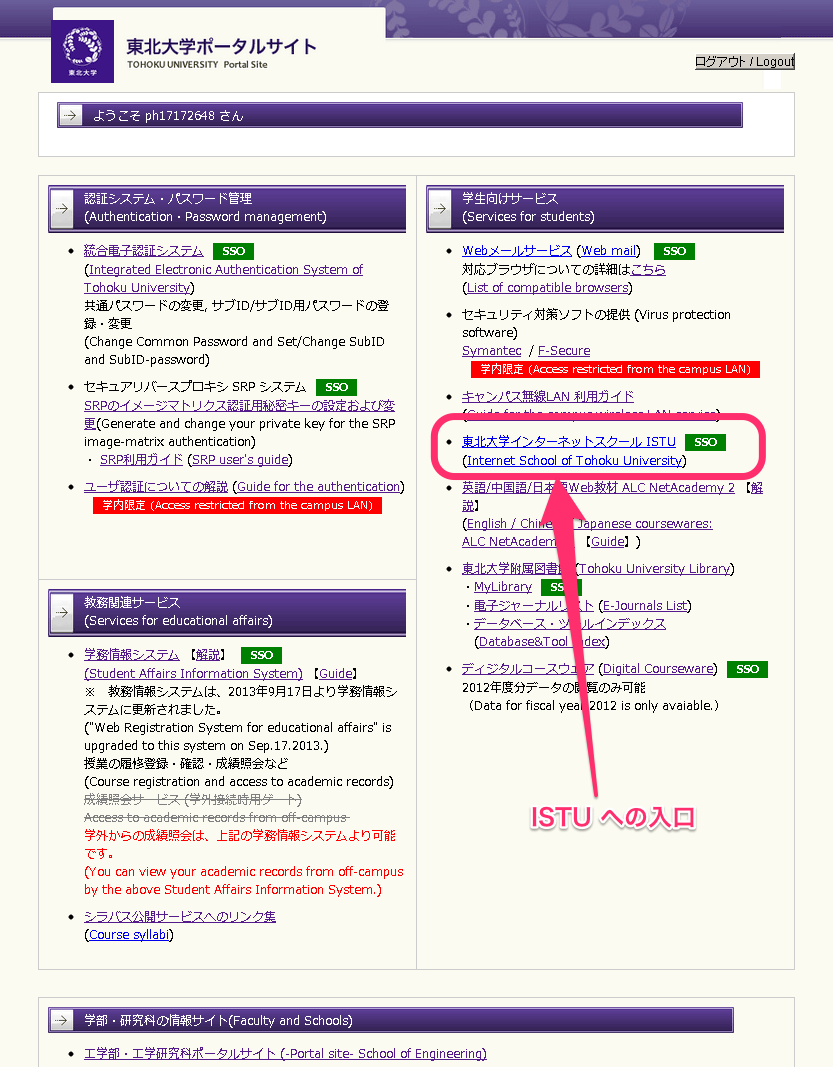 東北大学
東北大学ポータルサイト
TOHOKU UNIVERSITY Portal Site
ログアウト / Logout
ようこそ ph17172648 さん
認証システム・パスワード管理
(Authentication・Password management)
統合電子認証システム SSO
(Integrated Electronic Authentication System of
Tohoku University)
共通パスワードの変更, サブID/サブID用パスワードの登
録・変更
(Change Common Password and Set/Change SubID
and SubID-password)
セキュアリバースプロキシ SRP システム SSO
SRPのイメージマトリクス認証用秘密キーの設定および変
更(Generate and change your private key for the SRP
image-matrix authentication)
・ SRP利用ガイド (SRP user's guide)
ユーザ認証についての解説 (Guide for the authentication)
学内限定 (Access restricted from the campus LAN)
教務関連サービス
(Services for educational affairs)
学務情報システム 【解説】 SSO
(Student Affairs Information System) 【Guide】
※ 教務情報システムは、2013年9月17日より学務情報シ
ステムに更新されました。
("Web Registration System for educational affairs" is
upgraded to this system on Sep.17.2013.)
授業の履修登録・確認・成績照会など
(Course registration and access to academic records)
成績照会サービス (学外接続時用ゲート)
Access to academic records from off-campus
学外からの成績照会は、上記の学務情報システムより可能
です。
(You can view your academic records from off-campus
by the above Student Affairs Information System.)
シラバス公開サービスへのリンク集
(Course syllabi)
学生向けサービス
(Services for students)
Webメールサービス (Web mail) SSO
対応ブラウザについての詳細はこちら
(List of compatible browsers)
セキュリティ対策ソフトの提供 (Virus protection
software)
Symantec / F-Secure
学内限定 (Access restricted from the campus LAN)
キャンパス無線LAN 利用ガイド
(Guide for the campus wireless LAN service)
東北大学インターネットスクール ISTU SSO
(Internet School of Tohoku University)
英語/中国語/日本 Web教材 ALC NetAcademy 2 【解
説】
(English / Japanese coursewares:
ALC 【Guide】)
東北大学附属図書 (Tohoku University Library)
・MyLibrary
・電子ジャーナル (E-Journals List)
・データベース・ インデックス
(Database&Tool
ディジタルコースウェア (Digital Courseware) SSO
2012年度分データの閲覧のみ可能
(Data for fiscal year 2012 is only avaiable.)
ISTU への入口
学部・研究科の情報サイト(Faculty and Schools)
工学部・工学研究科ポータルサイト (-Portal site- School of Engineering)